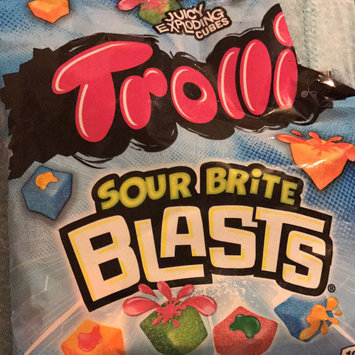 JUICY
EXPLODING
CUBES
Trolli
®
SOUR BRiTE
BLASTS
®